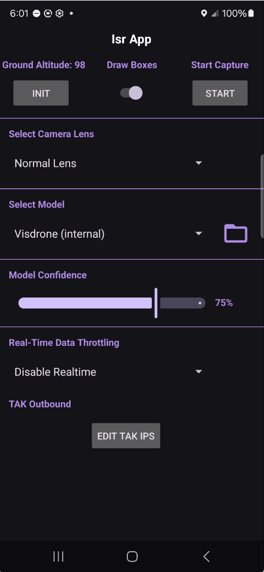 6:01 100%
Isr App
Ground Altitude: 98 Draw Boxes Start Capture
INIT START
Select Camera Lens
Normal Lens
Select Model
Visdrone (internal)
Model Confidence
75%
Real-Time Data Throttling
Disable Realtime
TAK Outbound
EDIT TAK IPS